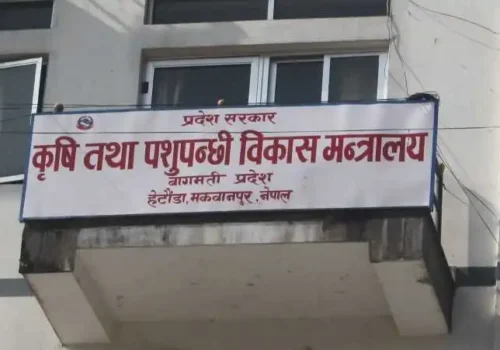 प्रदेश सरकार
कृषि तथा पशुपन्छी विकास मन्त्रालय
बागमती प्रदेश
हेटौंडा, मकवानपुर, नेपाल